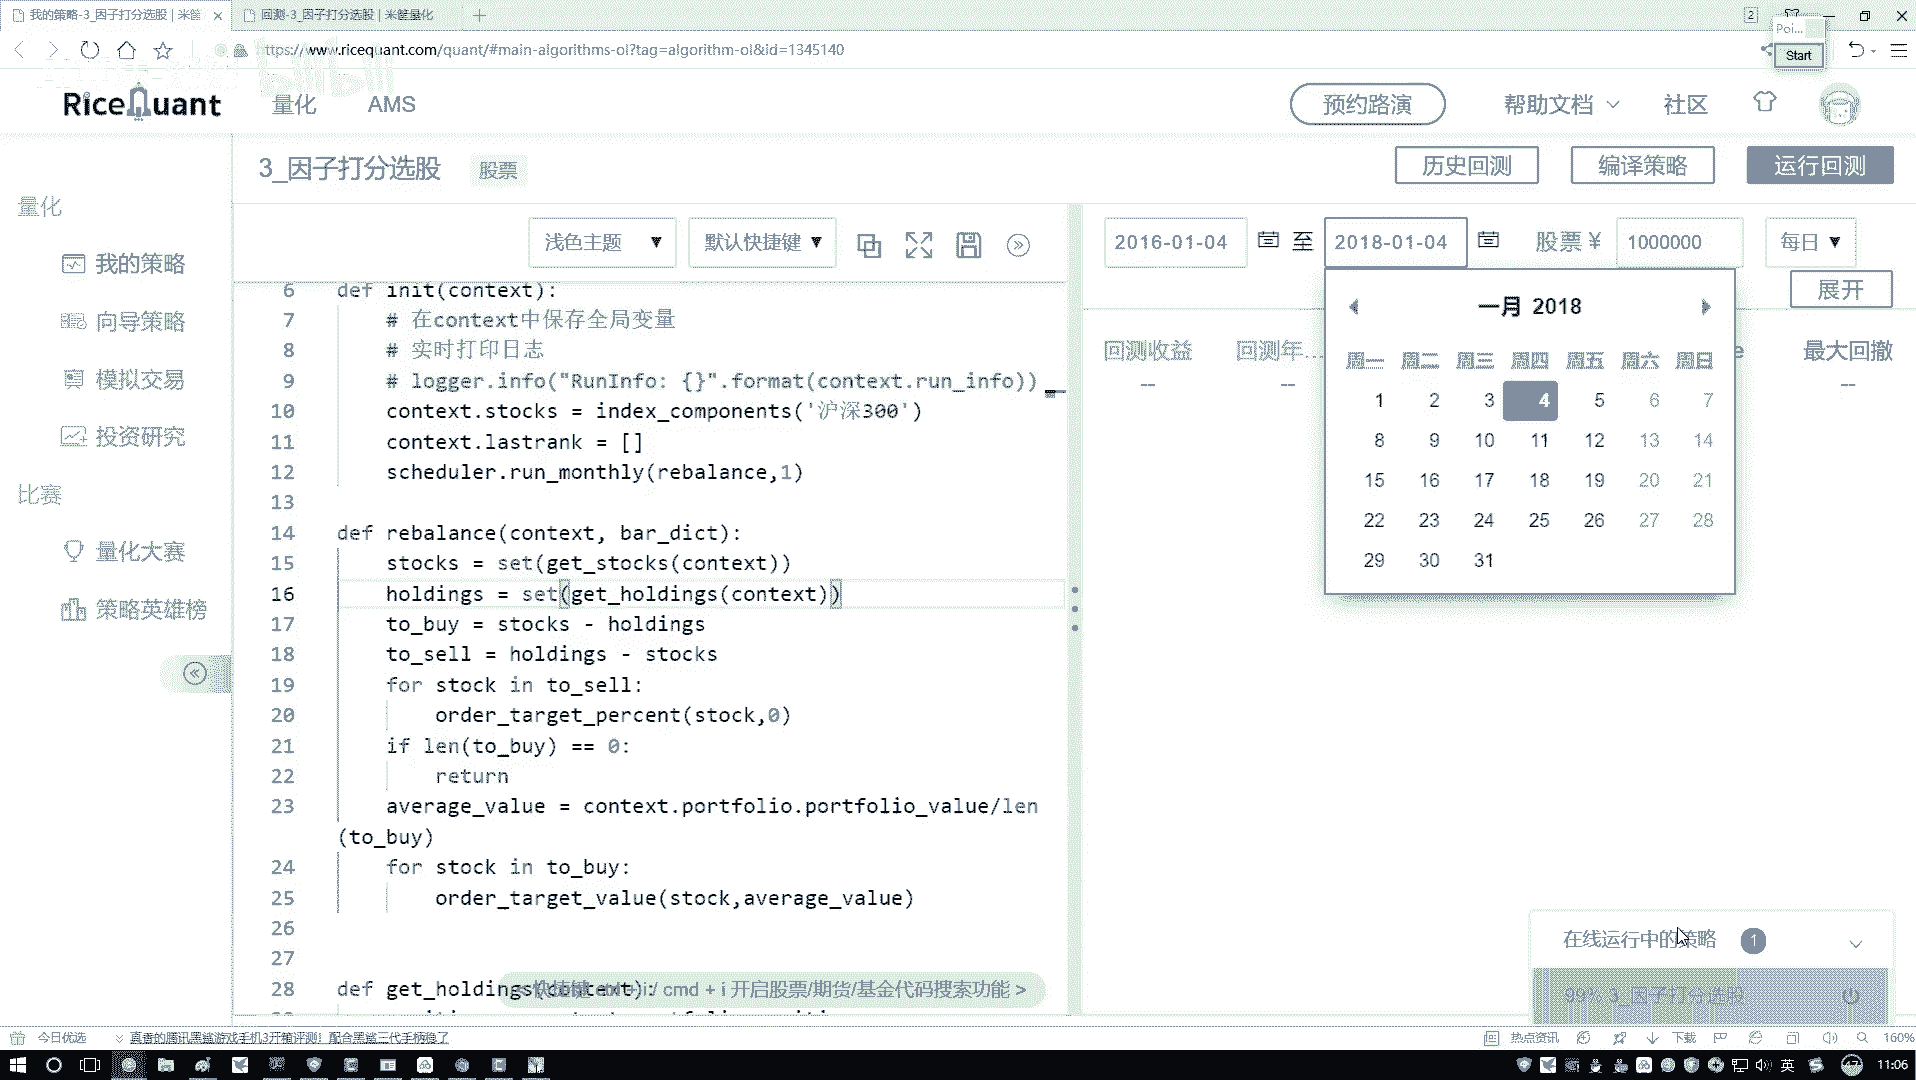 我的策略-3_因子打分选股 | 米筐
回测-3_因子打分选股 | 米筐量化
2
Poi...
Start
https://www.ricequant.com/quant/#main-algorithms-ol?tag=algorithm-ol&id=1345140
RiceQuant
量化
AMS
预约路演
帮助文档
社区
3_因子打分选股
股票
历史回测
编译策略
运行回测
量化
我的策略
向导策略
模拟交易
投资研究
比赛
量化大赛
策略英雄榜
浅色主题 ▼
默认快捷键 ▼
2016-01-04
至
2018-01-04
股票 ¥
1000000
每日 ▼
展开
6 def init(context):
7 # 在context中保存全局变量
8 # 实时打印日志
9 # logger.info("RunInfo: {}".format(context.run_info))
10 context.stocks = index_components('沪深300')
11 context.lastrank = []
12 scheduler.run_monthly(rebalance,1)
13
14 def rebalance(context, bar_dict):
15 stocks = set(get_stocks(context))
16 holdings = set(get_holdings(context))
17 to_buy = stocks - holdings
18 to_sell = holdings - stocks
19 for stock in to_sell:
20 order_target_percent(stock,0)
21 if len(to_buy) == 0:
22 return
23 average_value = context.portfolio.portfolio_value/len
(to_buy)
24 for stock in to_buy:
25 order_target_value(stock,average_value)
26
27
28 def get_holdings(context):
cmd + i 开启股票/期货/基金代码搜索功能 >
回测收益
回测年...
最大回撤
--
--
--
一月 2018
周一 周二 周三 周四 周五 周六 周日
1 2 3 4 5 6 7
8 9 10 11 12 13 14
15 16 17 18 19 20 21
22 23 24 25 26 27 28
29 30 31
在线运行中的策略 1
99% 3_因子打分选股
今日优选
真香的腾讯黑鲨游戏手机3开箱评测！配合黑鲨三代手柄稳了
热点资讯
下载
160%
英
47
11:06